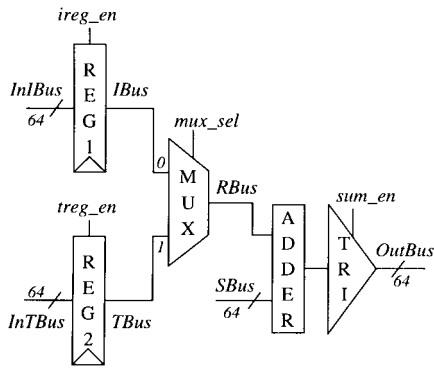 ireg_en
REG1
InIBus
64
IBus
mux_sel
0
MUX
1
RBus
treg_en
REG2
64
InTBus
TBus
ADDER
SBus
64
sum_en
TRI
OutBus
64